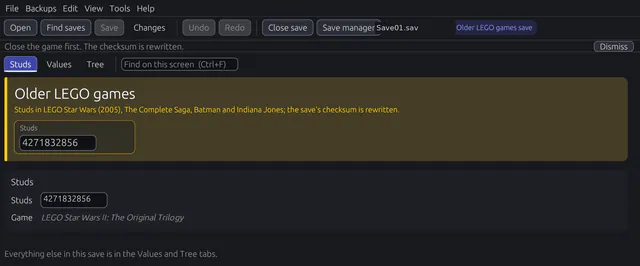 File Backups Edit View Tools Help
Open Find saves Save Changes Undo Redo Close save Save manager Save01.sav Older LEGO games save
Close the game first. The checksum is rewritten. Dismiss
Studs Values Tree Find on this screen (Ctrl+F)
Older LEGO games
Studs in LEGO Star Wars (2005), The Complete Saga, Batman and Indiana Jones; the save's checksum is rewritten.
Studs
4271832856
Studs
Studs 4271832856
Game LEGO Star Wars II: The Original Trilogy
Everything else in this save is in the Values and Tree tabs.